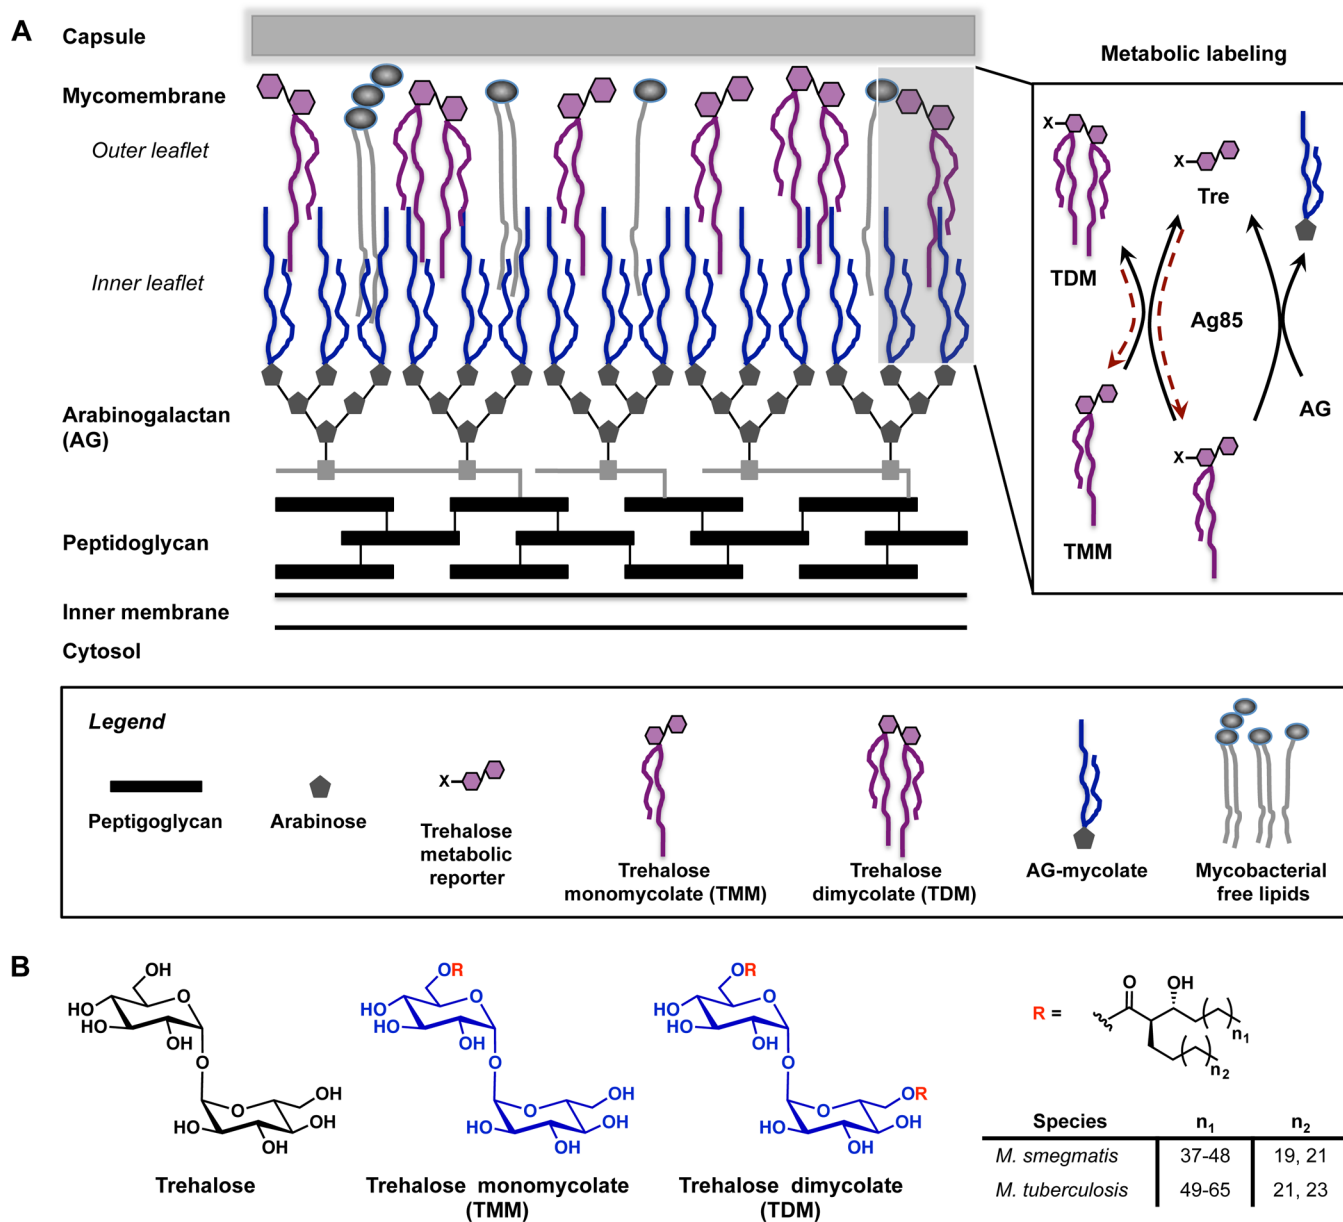 A
Capsule
Mycomembrane
Outer leaflet
Inner leaflet
Arabinogalactan
(AG)
Peptidoglycan
Inner membrane
Cytosol
Metabolic labeling
X
X
Tre
TDM
Ag85
AG
X
TMM
Legend
Peptigoglycan
Arabinose
X
Trehalose
metabolic
reporter
Trehalose
monomycolate (TMM)
Trehalose
dimycolate (TDM)
AG-mycolate
Mycobacterial
free lipids
B
OH
HO
HO
O
OH
O
OH
O
HO
OH
OH
Trehalose
OR
HO
HO
O
OH
O
OH
O
HO
OH
OH
Trehalose monomycolate
(TMM)
OR
HO
HO
O
OH
O
OR
O
HO
OH
OH
Trehalose dimycolate
(TDM)
R =
O
OH
n1
n2
Species n1 n2
M. smegmatis 37-48 19, 21
M. tuberculosis 49-65 21, 23